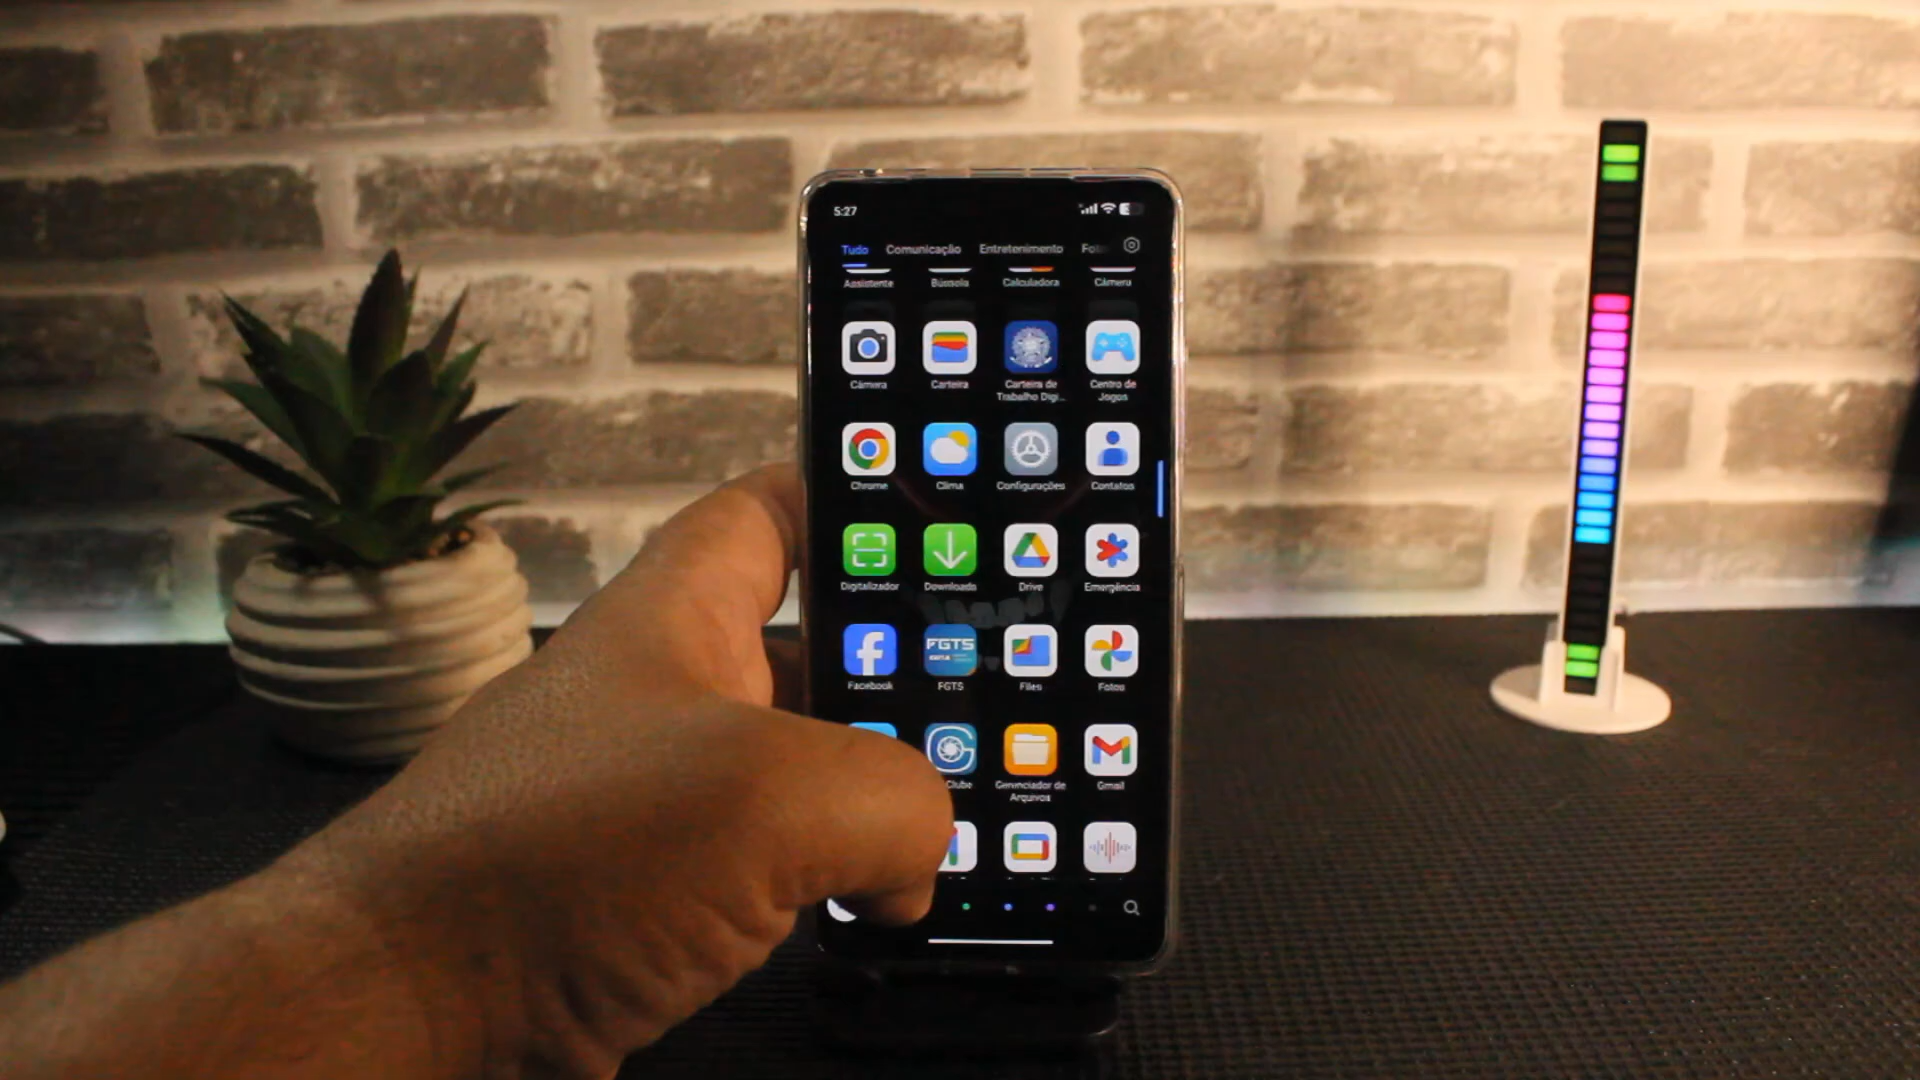 5:27
Tudo Comunicação Entretenimento Fot
Assistente Bússola Calculadora Câmera
Câmera Carteira Carteira de Trabalho Digi... Centro de Jogos
Chrome Clima Configurações Contatos
Digitalizador Downloads Drive Emergência
FGTS
Facebook FGTS Files Fotos
Clube Gerenciador de Arquivos Gmail